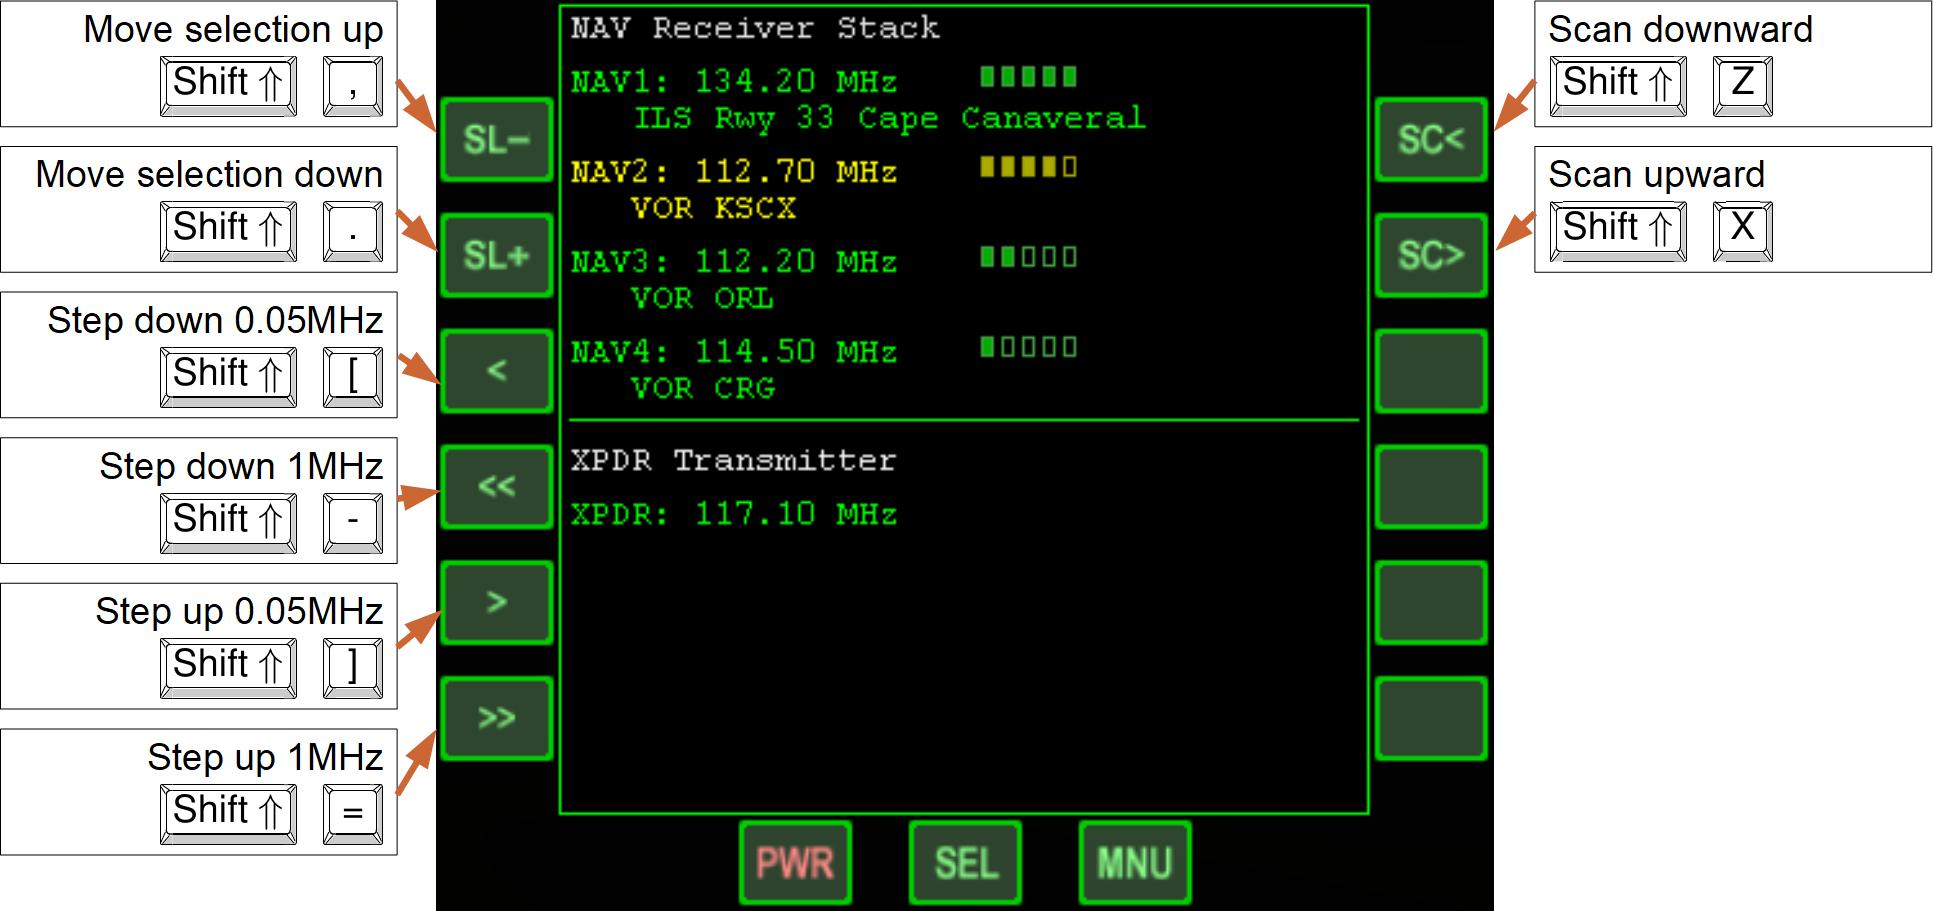 Move selection up
Shift ⇑ ,
Move selection down
Shift ⇑ .
Step down 0.05MHz
Shift ⇑ [
Step down 1MHz
Shift ⇑ -
Step up 0.05MHz
Shift ⇑ ]
Step up 1MHz
Shift ⇑ =
SL-
SL+
<
<<
>
>>
NAV Receiver Stack
NAV1: 134.20 MHz
ILS Rwy 33 Cape Canaveral
NAV2: 112.70 MHz
VOR KSCX
NAV3: 112.20 MHz
VOR ORL
NAV4: 114.50 MHz
VOR CRG
XPDR Transmitter
XPDR: 117.10 MHz
PWR SEL MNU
SC<
SC>
Scan downward
Shift ⇑ Z
Scan upward
Shift ⇑ X